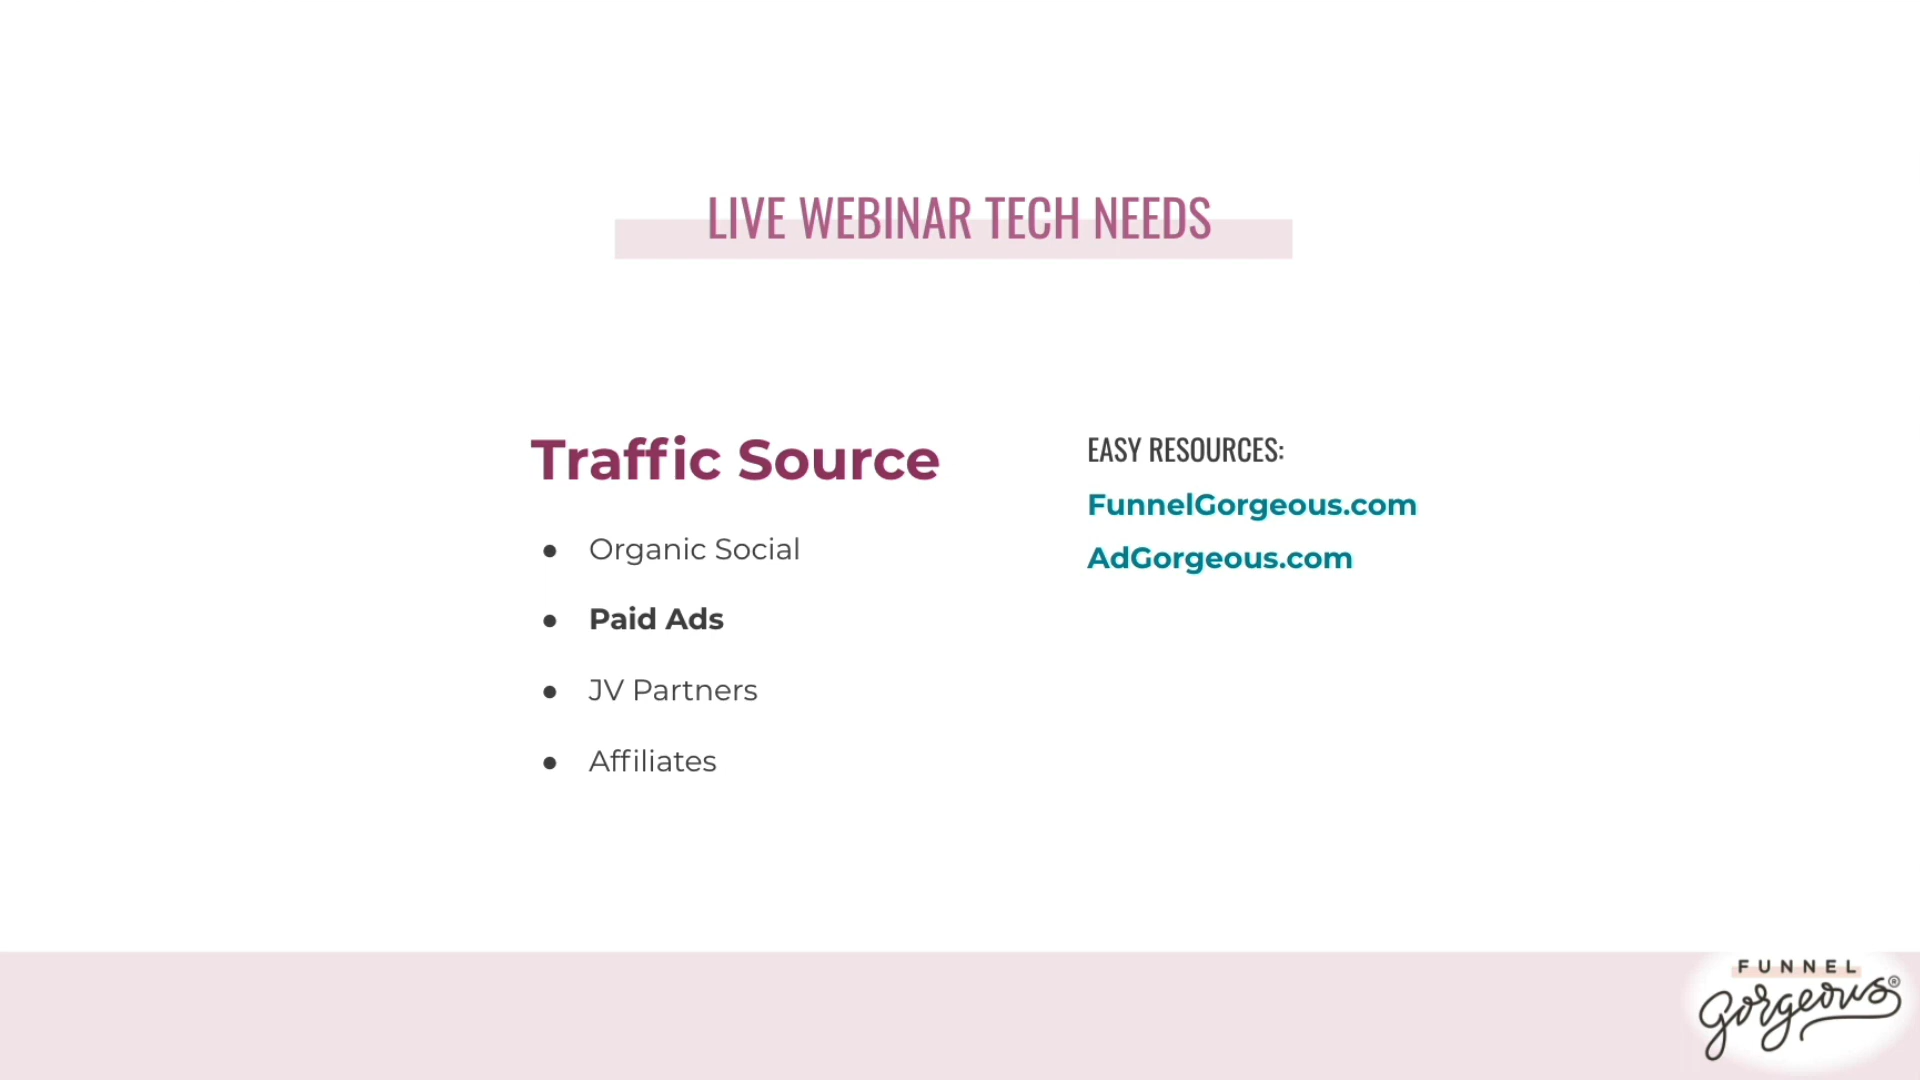 LIVE WEBINAR TECH NEEDS
Traffic Source
● Organic Social
● Paid Ads
● JV Partners
● Affiliates
EASY RESOURCES:
FunnelGorgeous.com
AdGorgeous.com
FUNNEL
gorgeous®